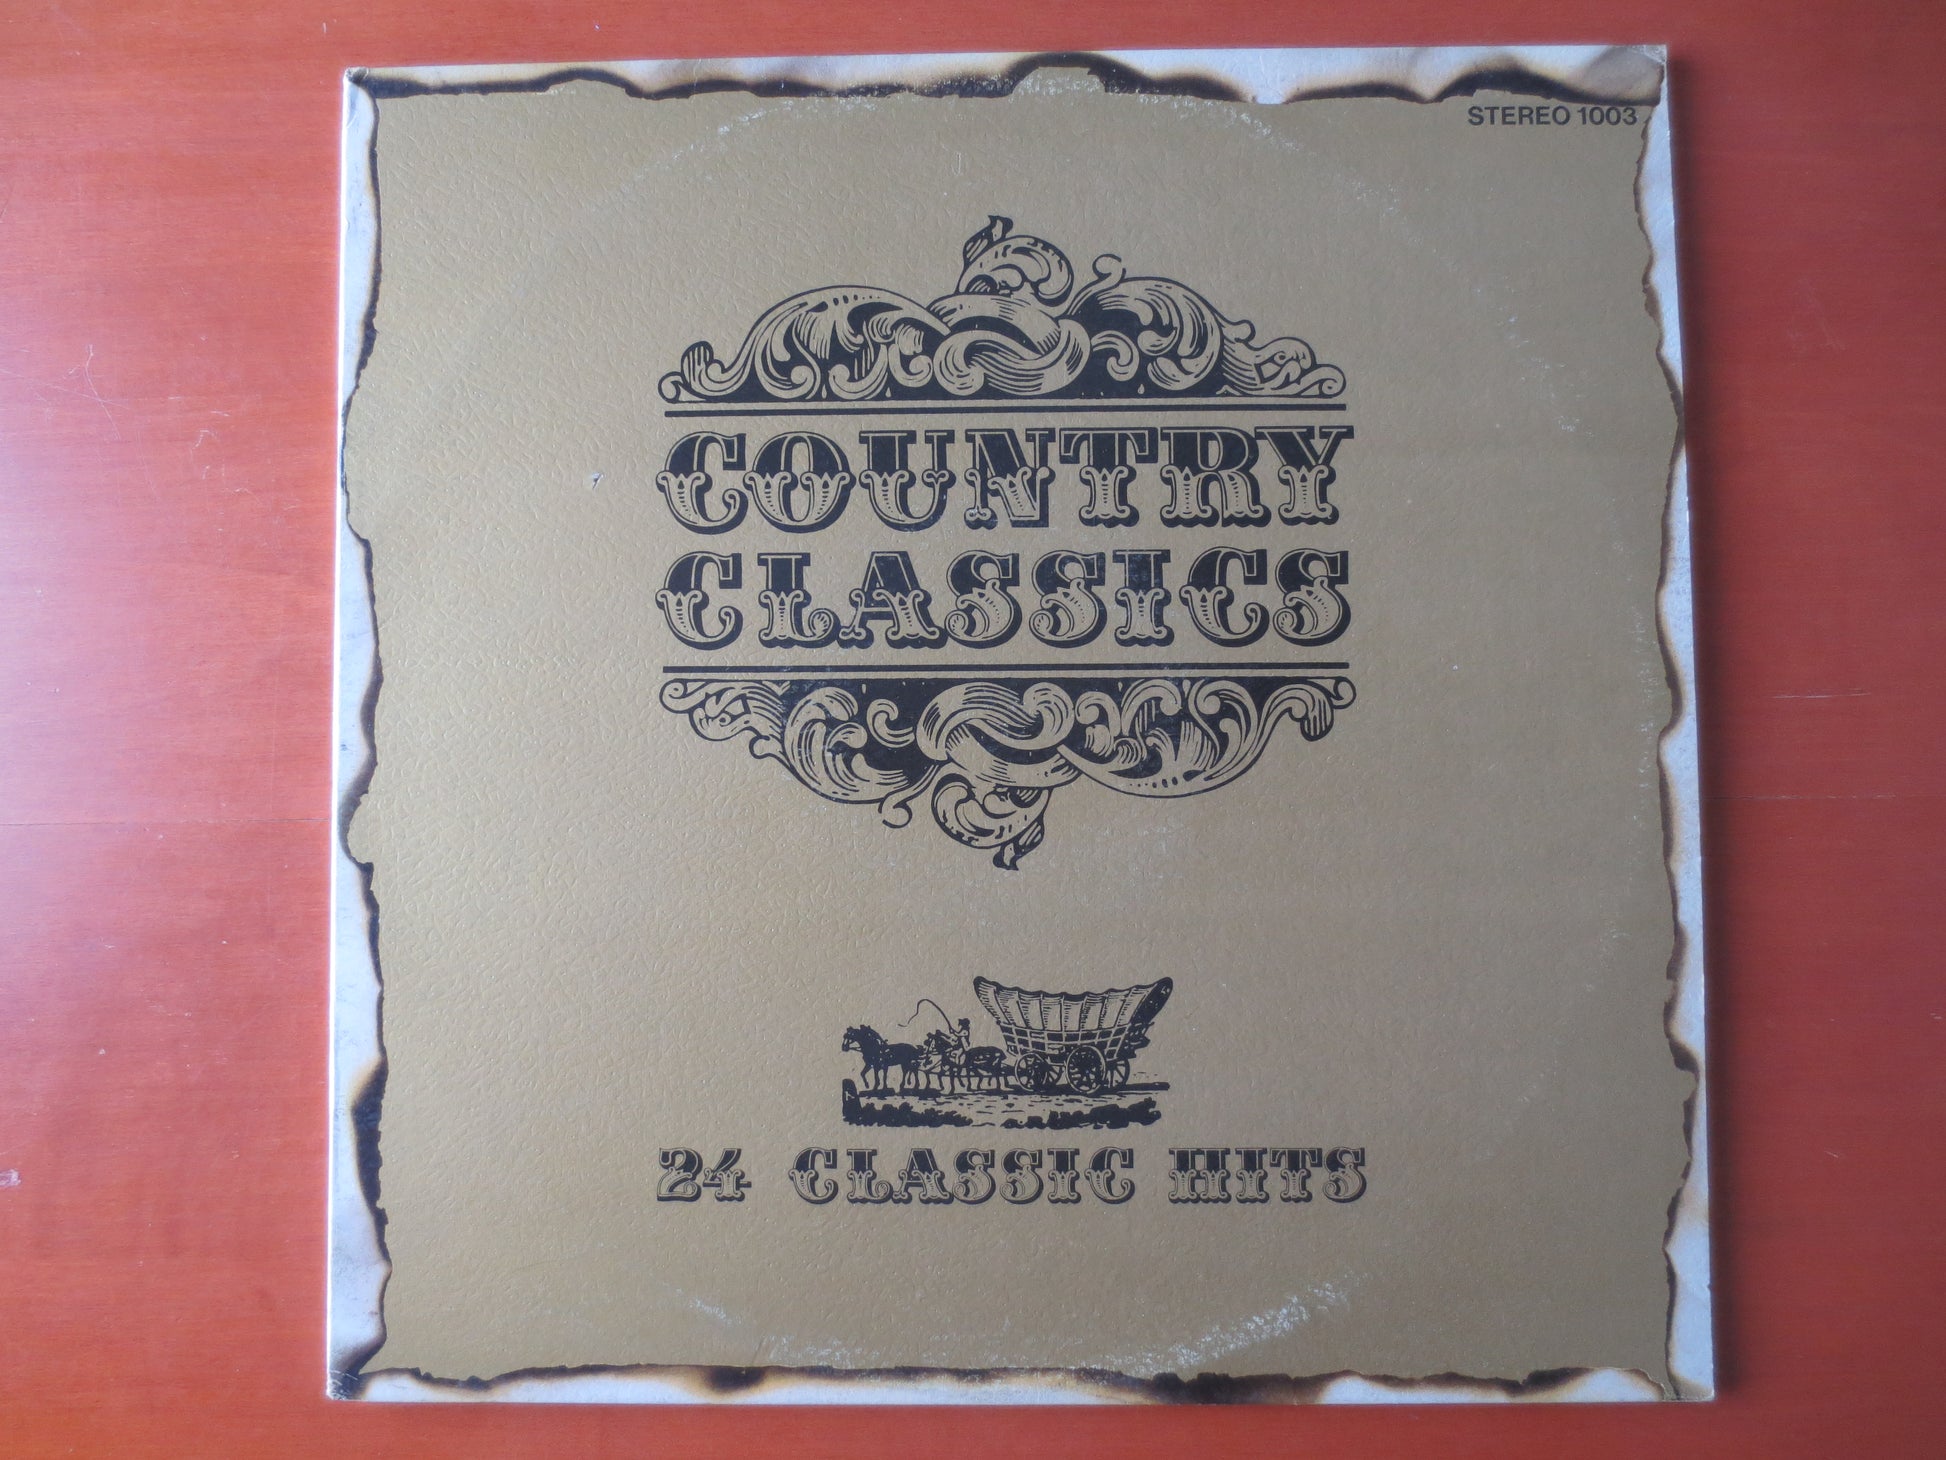 STEREO 1003
COUNTRY
CLASSICS
24 CLASSIC HITS